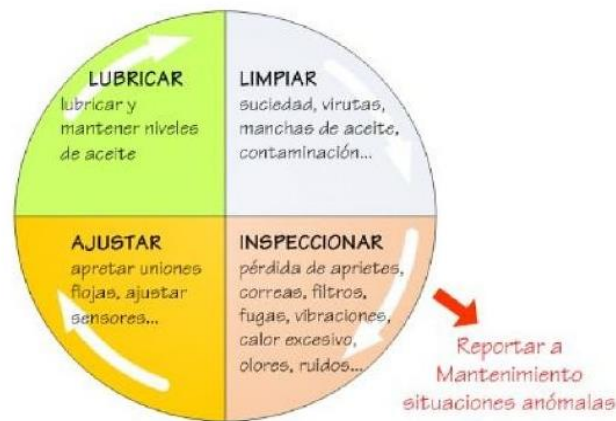 LUBRICAR
lubricar y
mantener niveles
de aceite
LIMPIAR
suciedad, virutas,
manchas de aceite,
contaminación...
AJUSTAR
apretar uniones
flojas, ajustar
sensores...
INSPECCIONAR
pérdida de aprietes,
correas, filtros,
fugas, vibraciones,
calor excesivo,
olores, ruidos...
Reportar a
Mantenimiento
situaciones anómalas